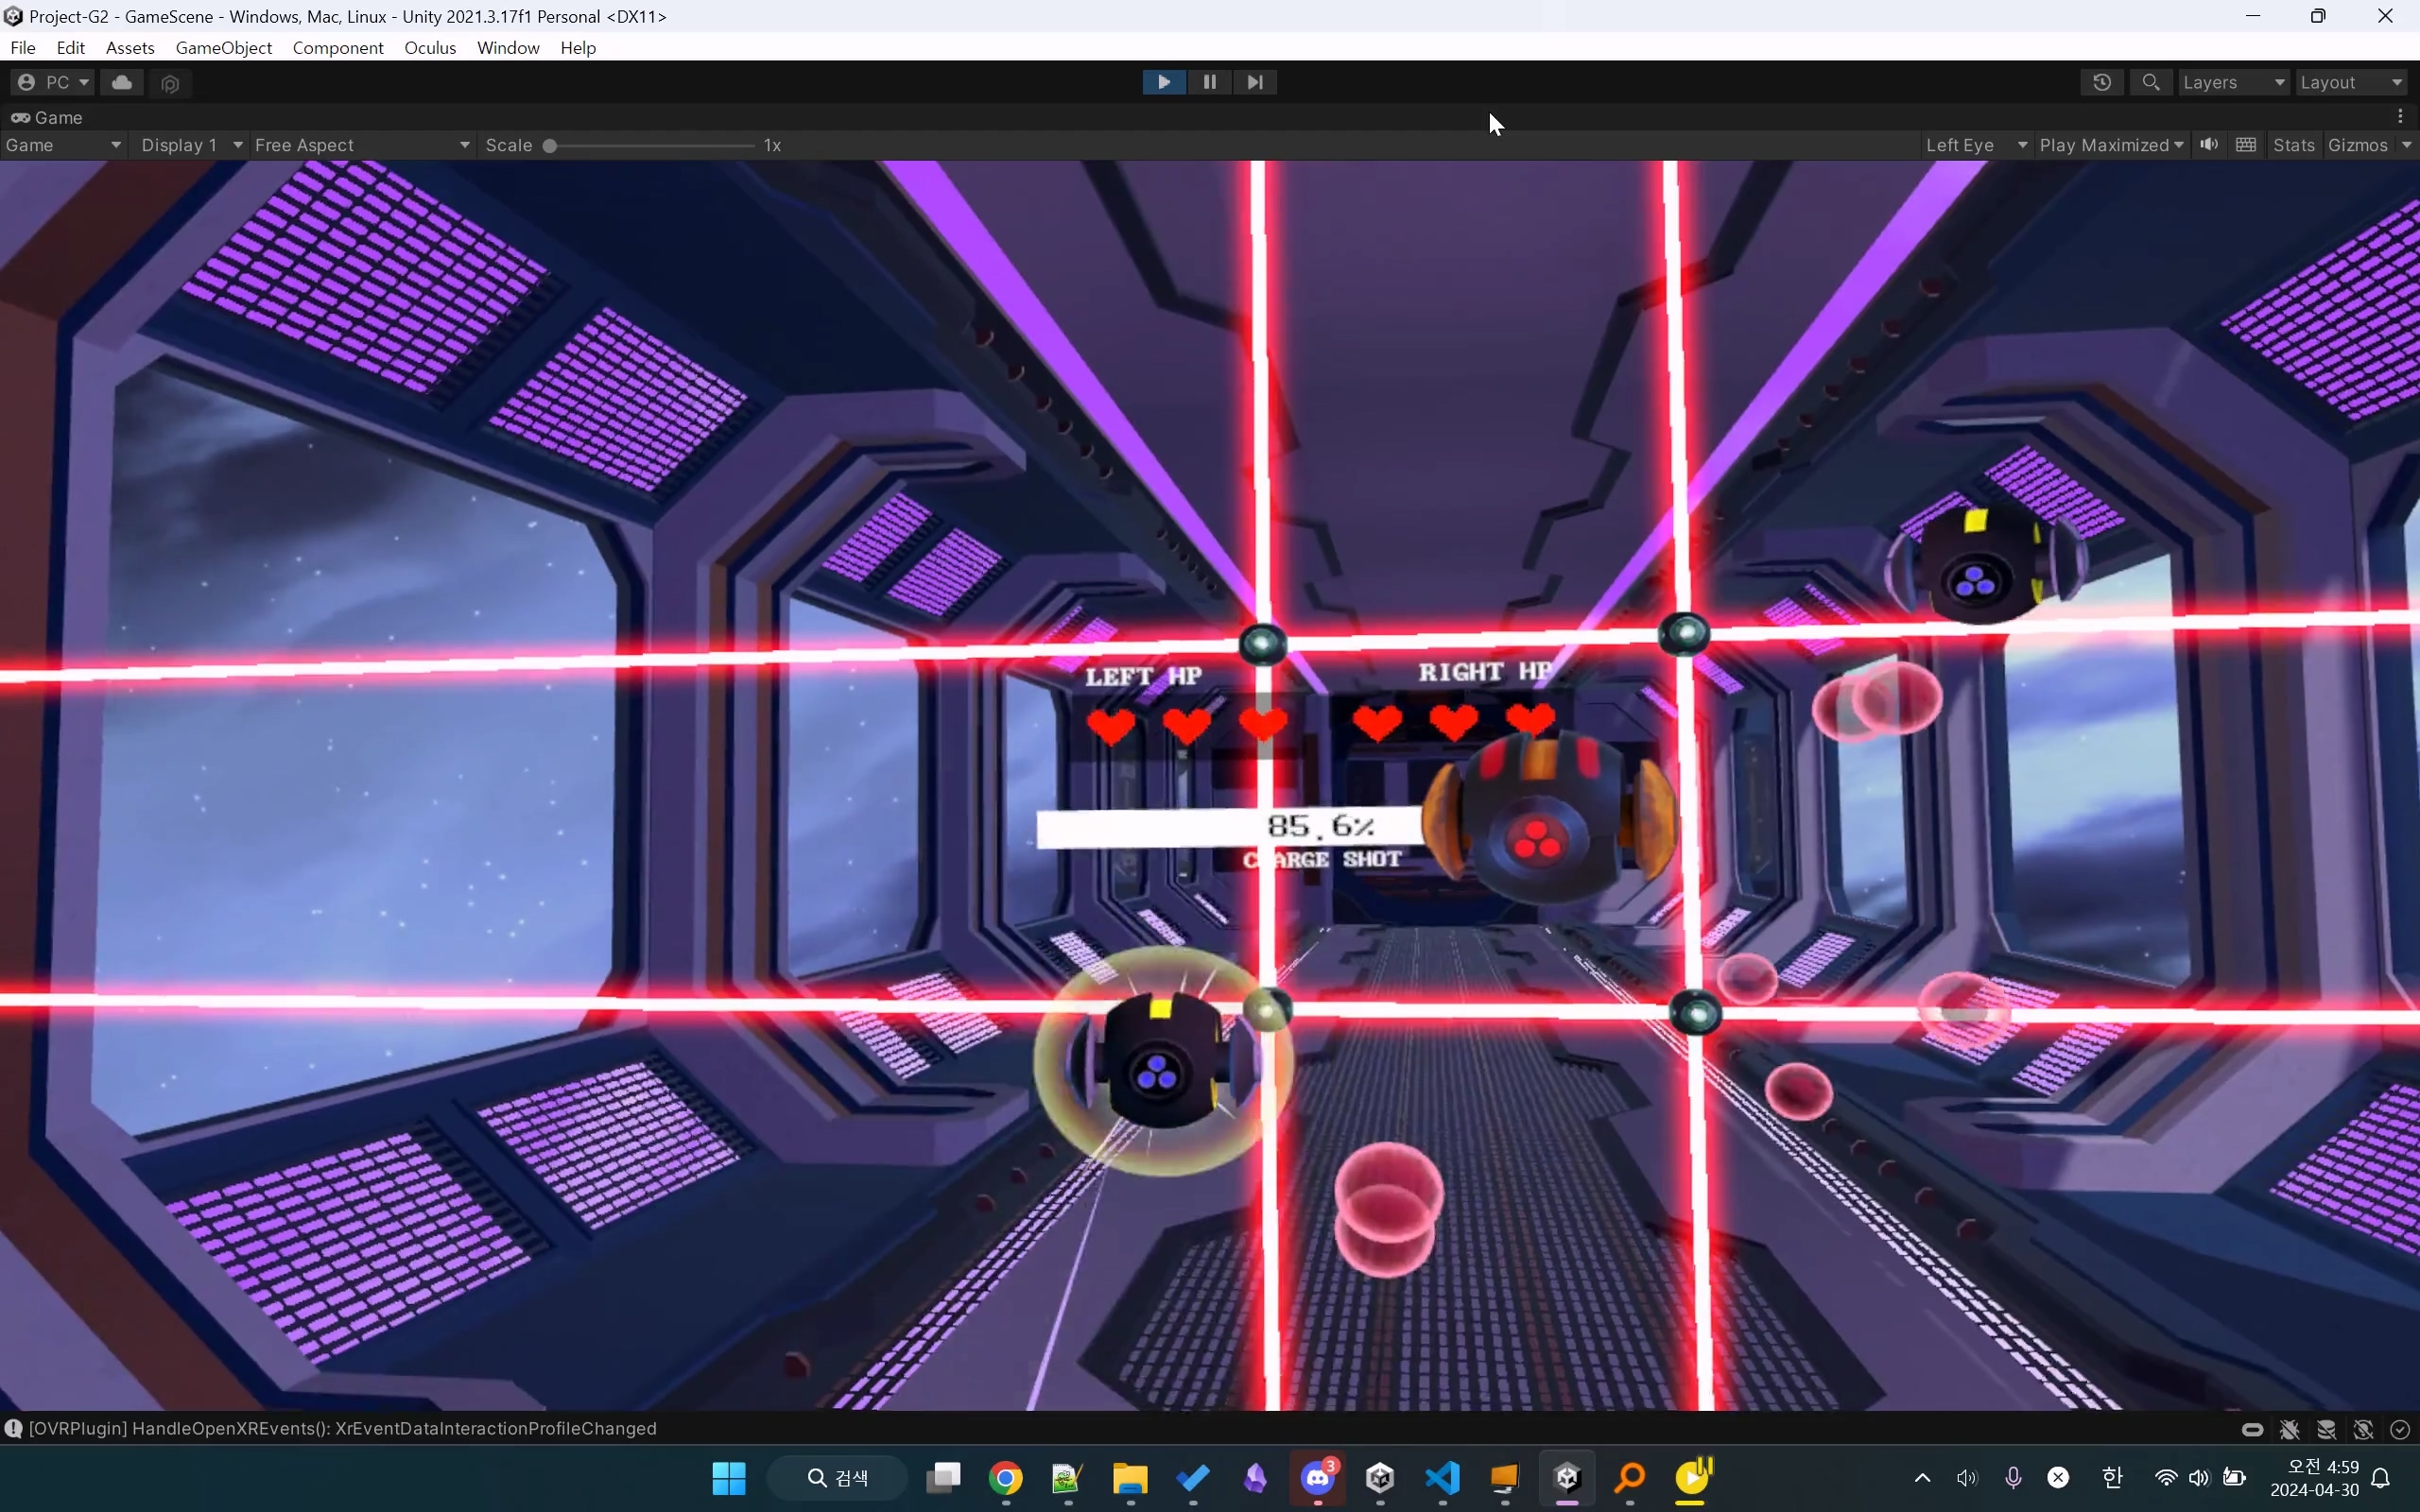 Project-G2 - GameScene - Windows, Mac, Linux - Unity 2021.3.17f1 Personal <DX11>
File Edit Assets GameObject Component Oculus Window Help
PC Layers Layout
Game
Game Display 1 Free Aspect Scale 1x Left Eye Play Maximized Stats Gizmos
LEFT HP RIGHT HP
85.6%
CHARGE SHOT
[OVRPlugin] HandleOpenXREvents(): XrEventDataInteractionProfileChanged
검색 3 한 오전 4:59
2024-04-30